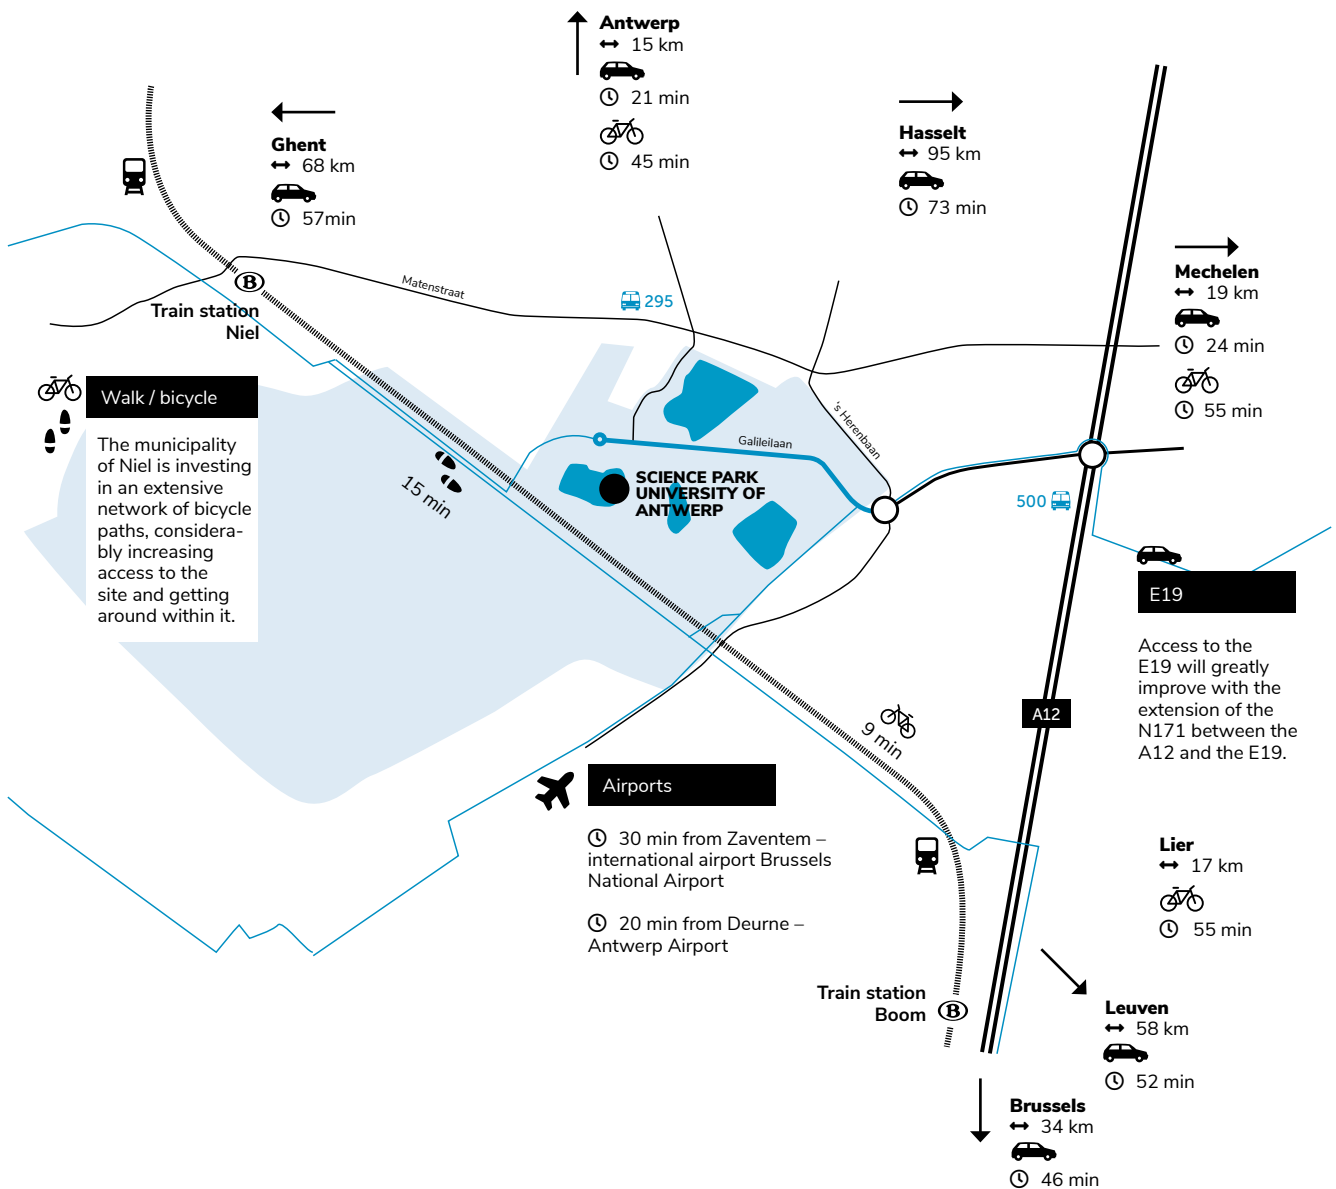 Antwerp
15 km
21 min
45 min
Ghent
68 km
57min
Hasselt
95 km
73 min
Mechelen
19 km
24 min
55 min
Matenstraat
295
B
Train station
Niel
Walk / bicycle
The municipality
of Niel is investing
in an extensive
network of bicycle
paths, considera-
bly increasing
access to the
site and getting
around within it.
15 min
's Herenbaan
Galileilaan
SCIENCE PARK
UNIVERSITY OF
ANTWERP
500
E19
Access to the
E19 will greatly
improve with the
extension of the
N171 between the
A12 and the E19.
A12
9 min
Airports
30 min from Zaventem –
international airport Brussels
National Airport
20 min from Deurne –
Antwerp Airport
Lier
17 km
55 min
Train station
Boom
B
Leuven
58 km
52 min
Brussels
34 km
46 min